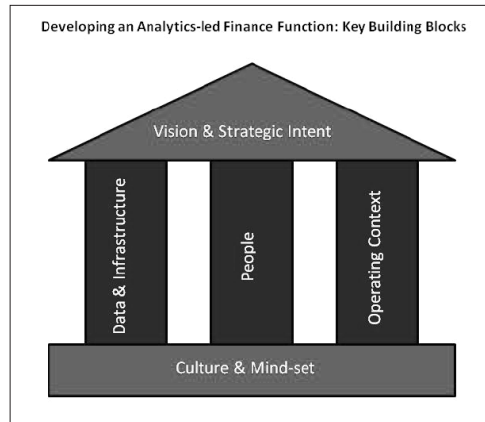 Developing an Analytics-led Finance Function: Key Building Blocks
Vision & Strategic Intent
Data & Infrastructure
People
Operating Context
Culture & Mind-set